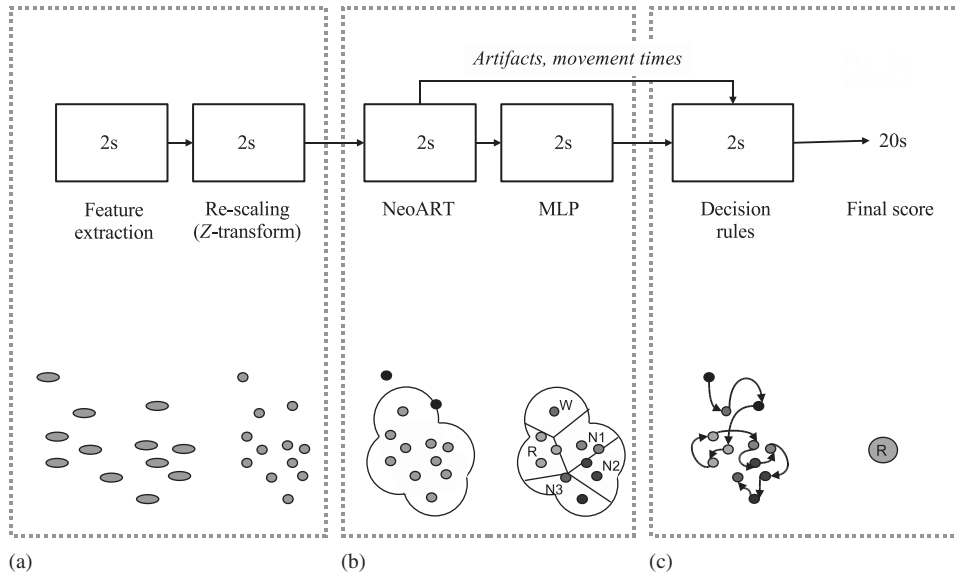 Artifacts, movement times
2s
2s
2s
2s
2s
20s
Feature
extraction
Re-scaling
(Z-transform)
NeoART
MLP
Decision
rules
Final score
W
R
N1
N2
N3
R
(a)
(b)
(c)